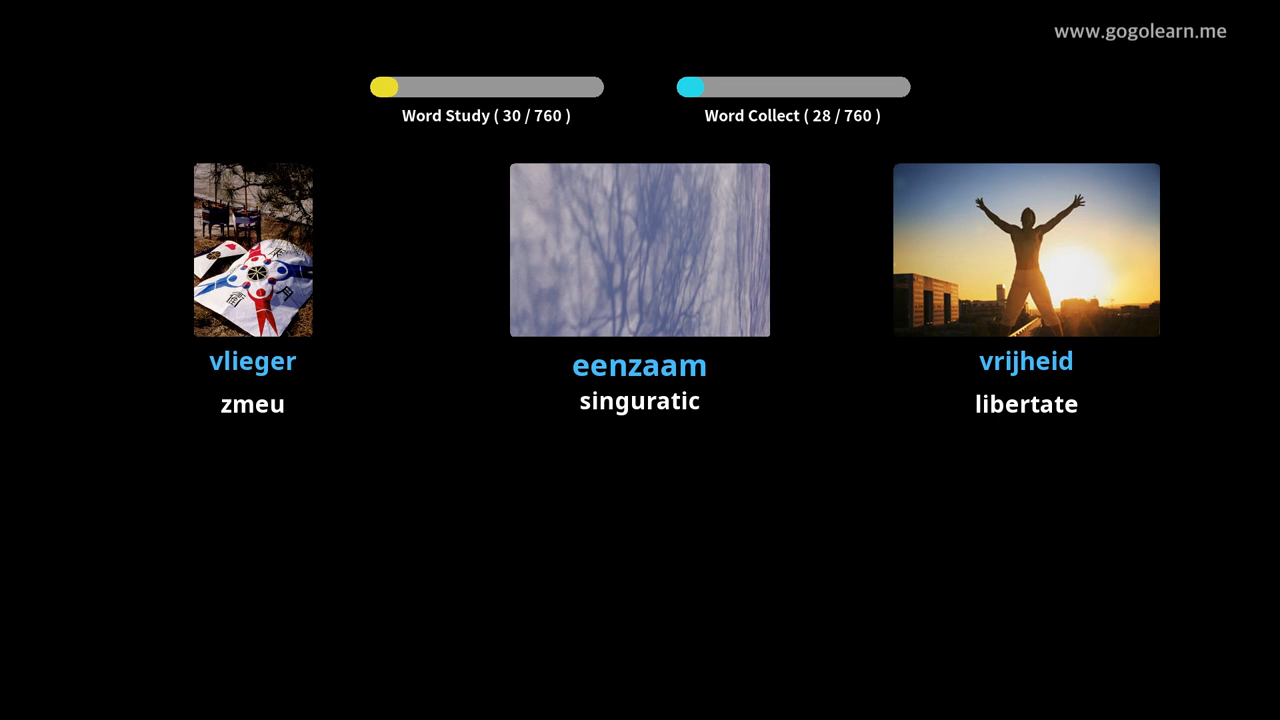 www.gogolearn.me
Word Study ( 30 / 760 )
Word Collect ( 28 / 760 )
vlieger
zmeu
eenzaam
singuratic
vrijheid
libertate